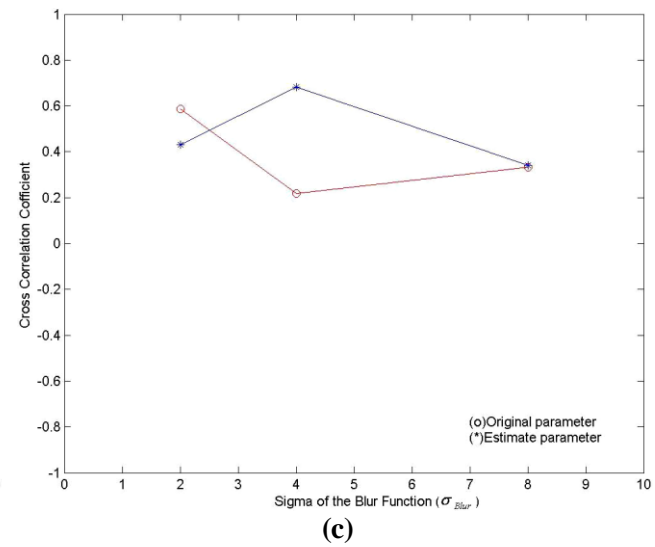 1
0.8
0.6
0.4
0.2
0
-0.2
-0.4
-0.6
-0.8
-1
Cross Correlation Cofficient
(o)Original parameter
(*)Estimate parameter
0 1 2 3 4 5 6 7 8 9 10
Sigma of the Blur Function (σ Blur )
(c)